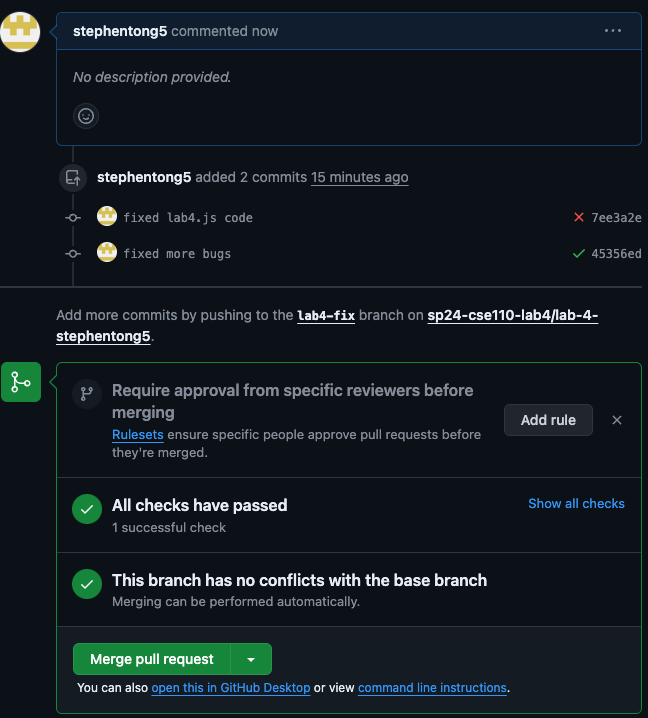 stephentong5 commented now
No description provided.
stephentong5 added 2 commits 15 minutes ago
fixed lab4.js code 7ee3a2e
fixed more bugs 45356ed
Add more commits by pushing to the lab4-fix branch on sp24-cse110-lab4/lab-4-
stephentong5.
Require approval from specific reviewers before
merging
Rulesets ensure specific people approve pull requests before
they're merged.
Add rule
All checks have passed
Show all checks
1 successful check
This branch has no conflicts with the base branch
Merging can be performed automatically.
Merge pull request
You can also open this in GitHub Desktop or view command line instructions.